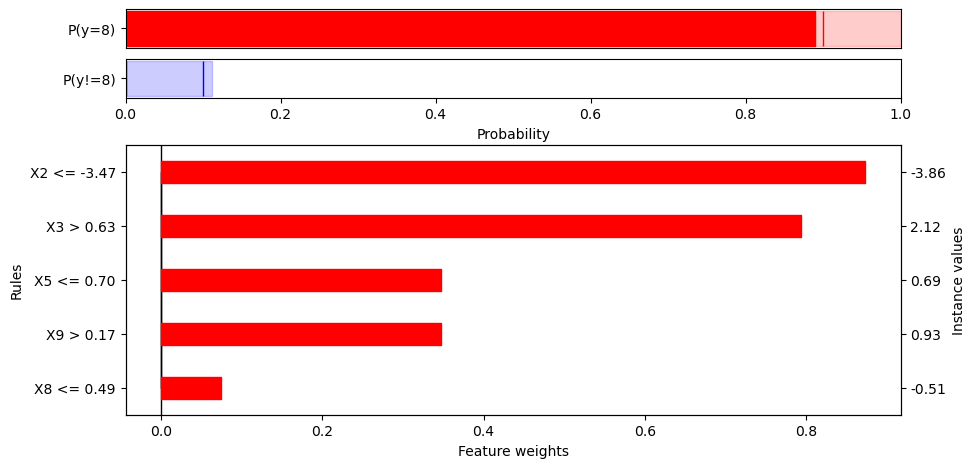 P(y=8)
P(y!=8)
0.0 0.2 0.4 0.6 0.8 1.0
Probability
X2 <= -3.47 -3.86
X3 > 0.63 2.12
X5 <= 0.70 0.69
X9 > 0.17 0.93
X8 <= 0.49 -0.51
Rules
Instance values
0.0 0.2 0.4 0.6 0.8
Feature weights